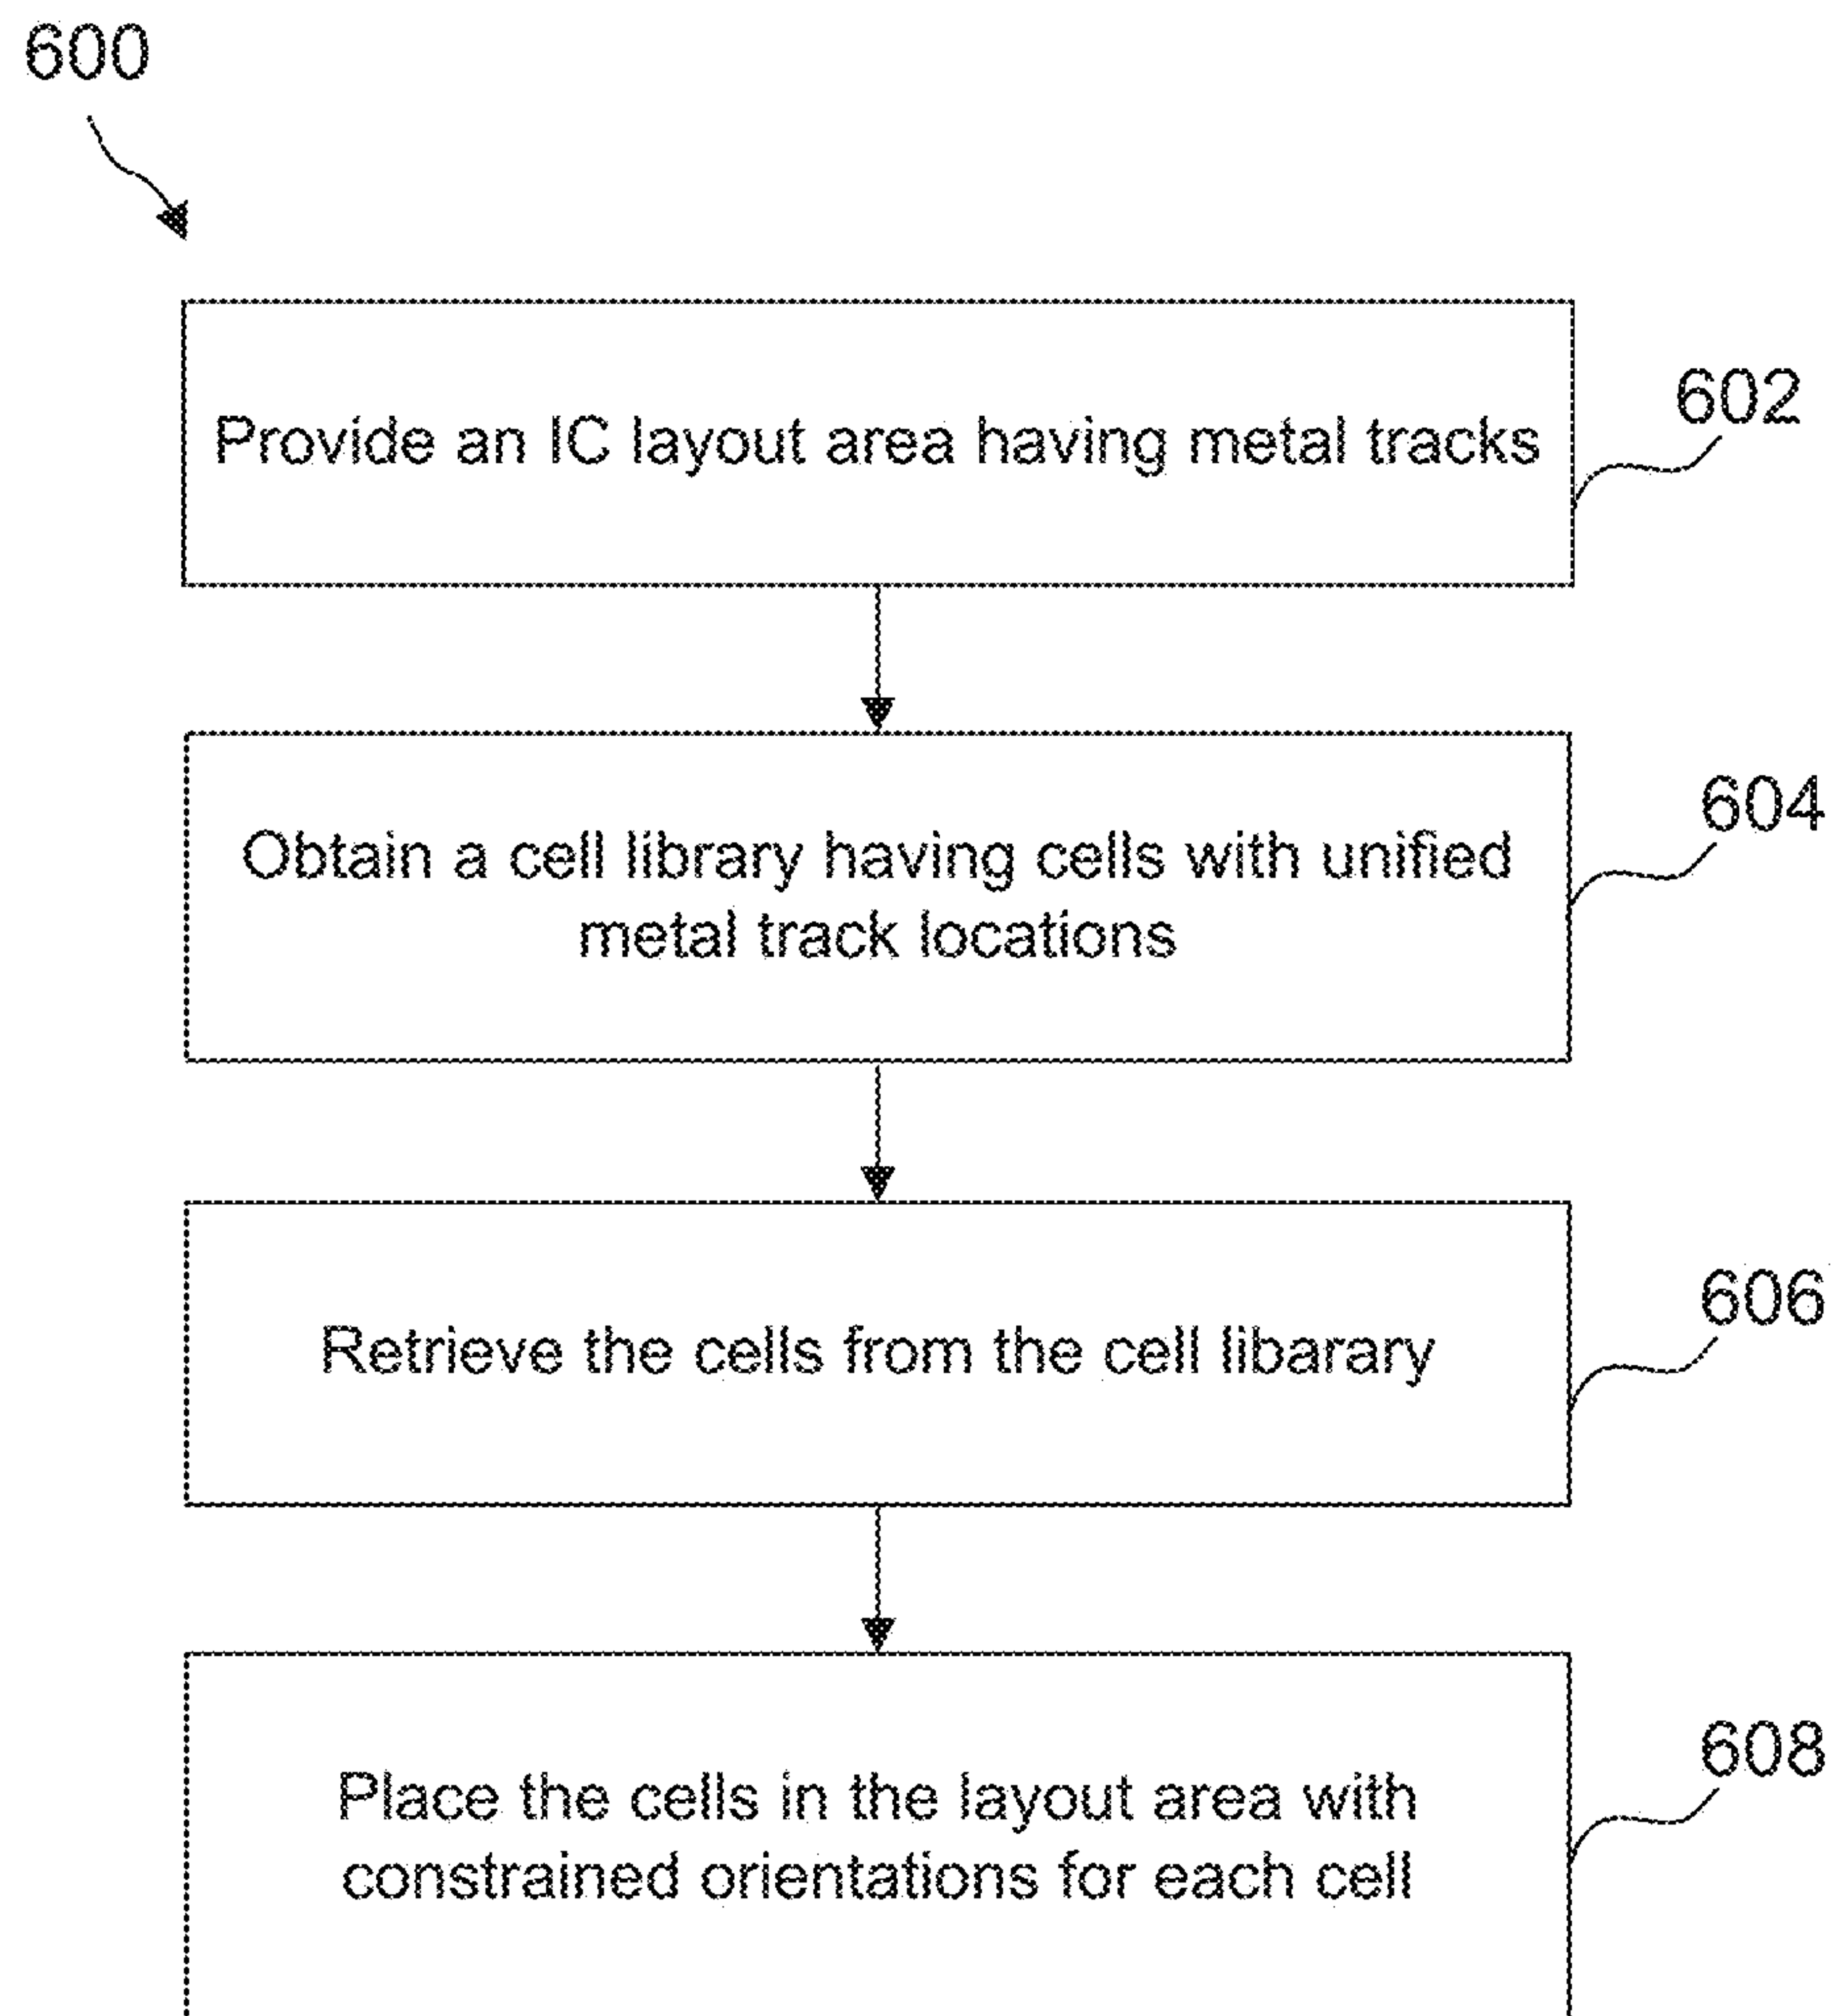 600
Provide an IC layout area having metal tracks
602
Obtain a cell library having cells with unified
metal track locations
604
Retrieve the cells from the cell libarary
606
Place the cells in the layout area with
constrained orientations for each cell
608